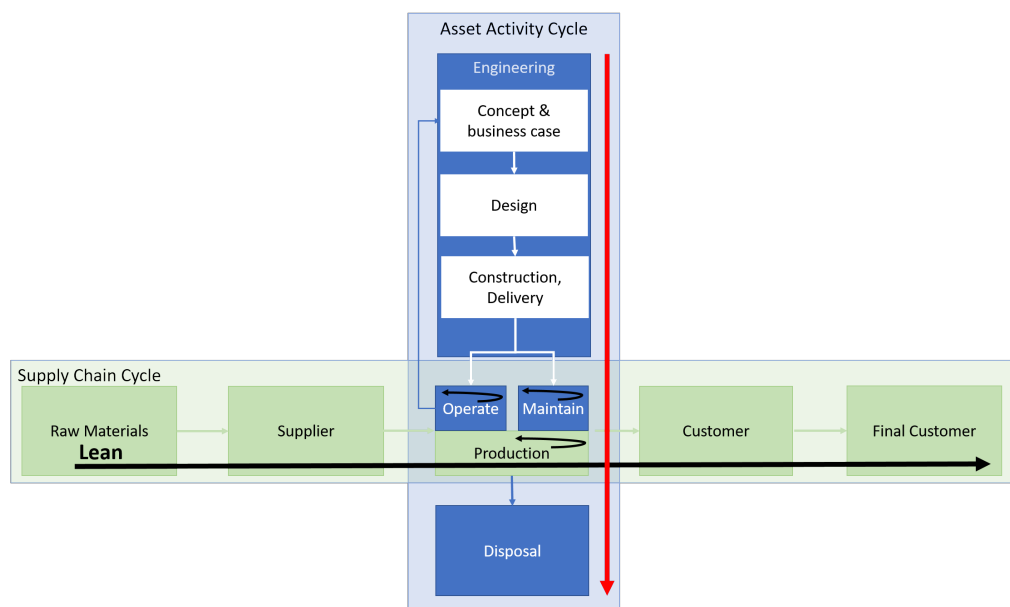 Asset Activity Cycle
Engineering
Concept &
business case
Design
Construction,
Delivery
Supply Chain Cycle
Raw Materials
Supplier
Operate
Maintain
Production
Customer
Final Customer
Lean
Disposal